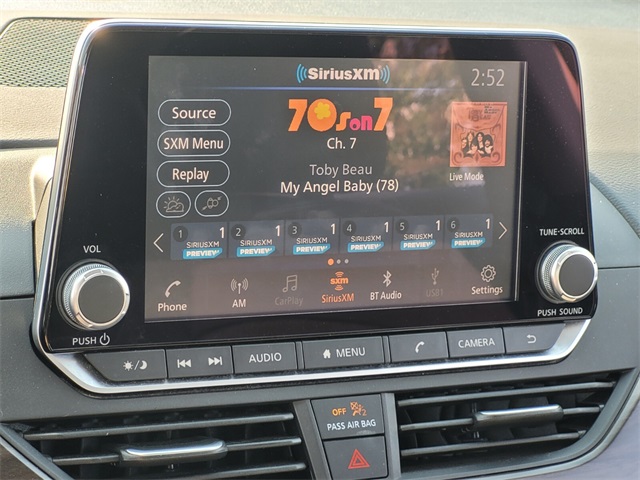 SiriusXM
2:52
70s on 7
Ch. 7
Source
SXM Menu
Replay
Toby Beau
My Angel Baby (78)
Live Mode
1 1 SIRIUSXM PREVIEW
2 1 SIRIUSXM PREVIEW
3 1 SIRIUSXM PREVIEW
4 1 SIRIUSXM PREVIEW
5 1 SIRIUSXM PREVIEW
6 1 SIRIUSXM PREVIEW
Phone
AM
CarPlay
sxm
SiriusXM
BT Audio
USB1
Settings
VOL
PUSH
TUNE-SCROLL
PUSH SOUND
AUDIO
MENU
CAMERA
OFF 2
PASS AIR BAG